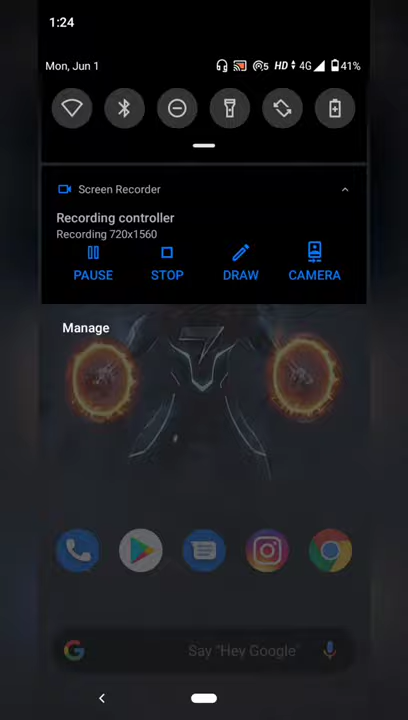 1:24
Mon, Jun 1
5 HD 4G 41%
Screen Recorder
Recording controller
Recording 720x1560
PAUSE STOP DRAW CAMERA
Manage
Say "Hey Google"